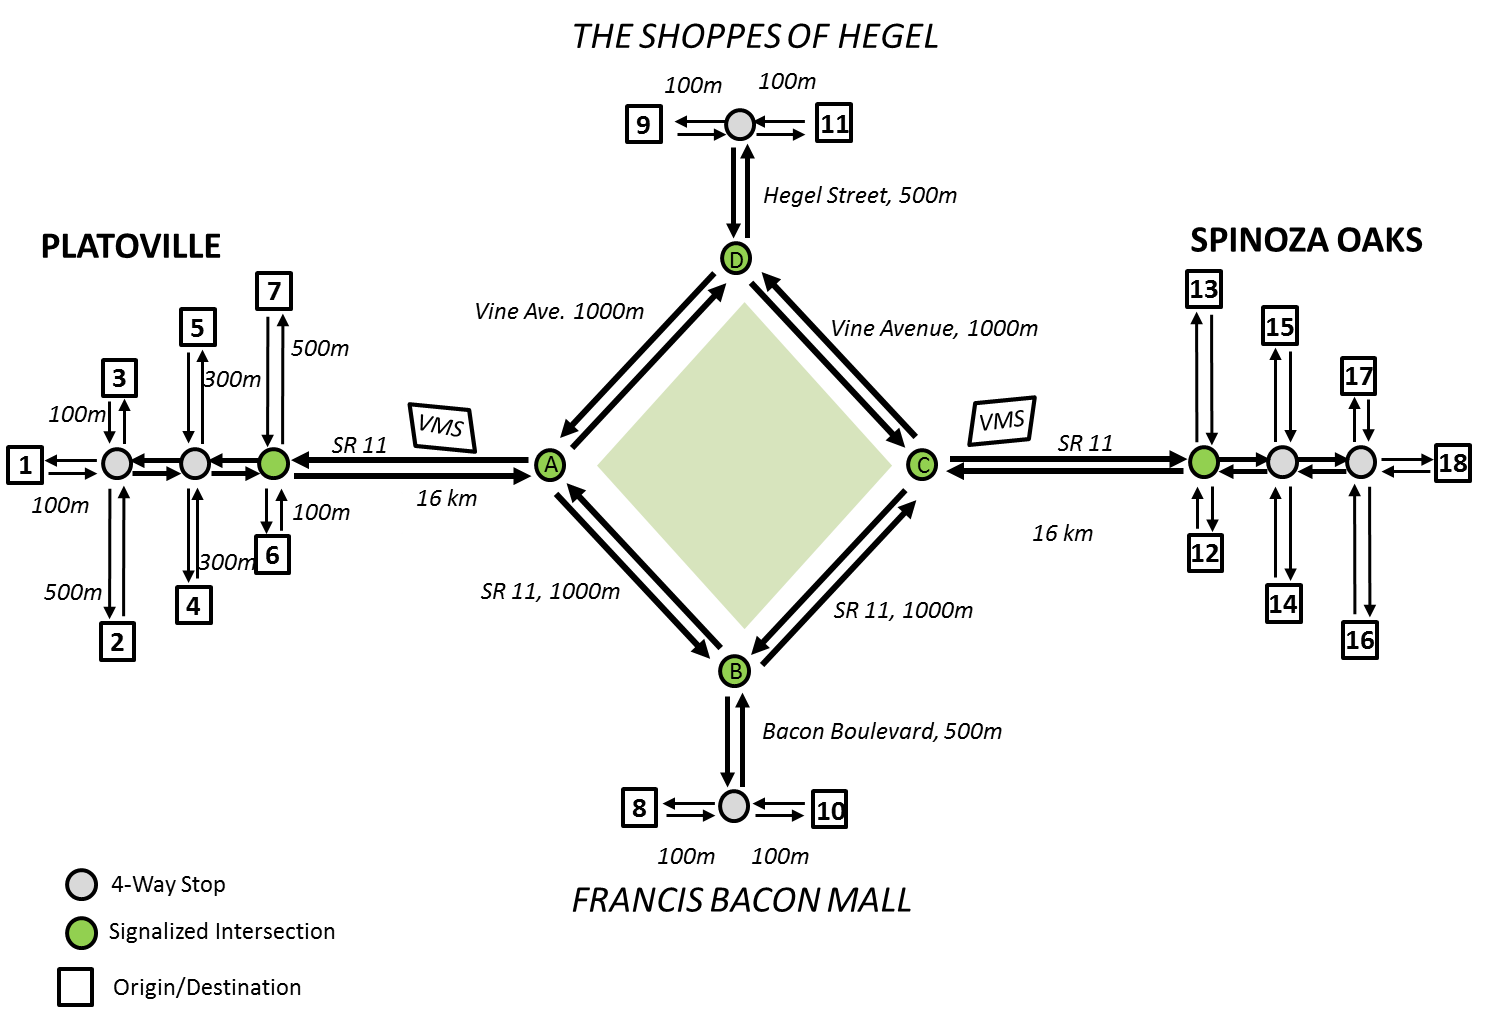 THE SHOPPES OF HEGEL
100m
100m
9
11
Hegel Street, 500m
PLATOVILLE
SPINOZA OAKS
D
7
13
Vine Ave. 1000m
Vine Avenue, 1000m
5
15
500m
3
300m
17
100m
VMS
VMS
SR 11
SR 11
1
A
C
18
100m
16 km
100m
16 km
6
12
300m
500m
SR 11, 1000m
SR 11, 1000m
4
14
2
16
B
Bacon Boulevard, 500m
8
10
100m
100m
4-Way Stop
FRANCIS BACON MALL
Signalized Intersection
Origin/Destination